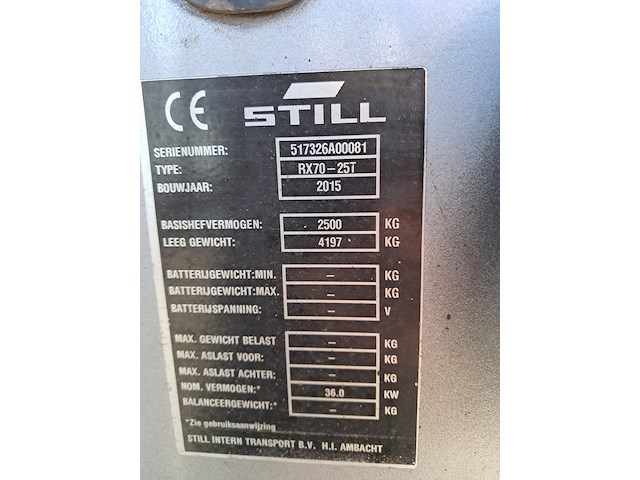 CE STILL
SERIENUMMER: 517326A00081
TYPE: RX70-25T
BOUWJAAR: 2015
BASISHEFVERMOGEN: 2500 KG
LEEG GEWICHT: 4197 KG
BATTERIJGEWICHT:MIN. - KG
BATTERIJGEWICHT:MAX. - KG
BATTERIJSPANNING: - V
MAX. GEWICHT BELAST - KG
MAX. ASLAST VOOR: - KG
MAX. ASLAST ACHTER: - KG
NOM. VERMOGEN:* 36.0 KW
BALANCEERGEWICHT:* - KG
*Zie gebruiksaanwijzing
STILL INTERN TRANSPORT B.V. H.I. AMBACHT